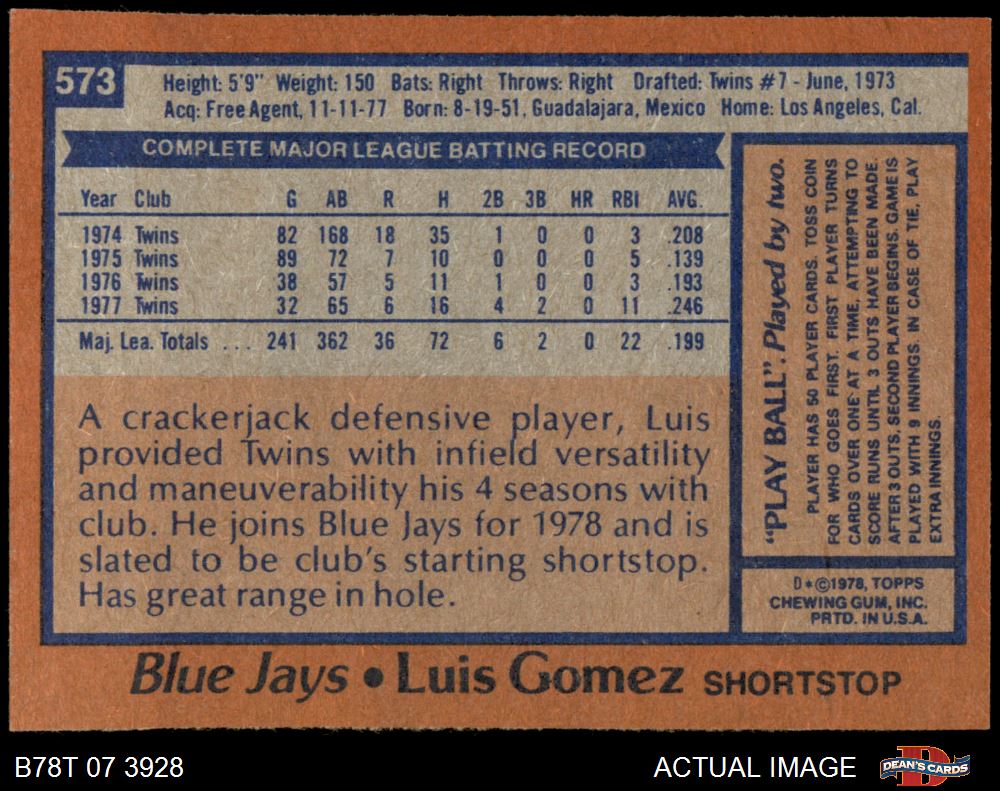 573
Height: 5'9" Weight: 150 Bats: Right Throws: Right Drafted: Twins #7 - June, 1973
Acq: Free Agent, 11-11-77 Born: 8-19-51, Guadalajara, Mexico Home: Los Angeles, Cal.
COMPLETE MAJOR LEAGUE BATTING RECORD
Year Club G AB R H 2B 3B HR RBI AVG.
1974 Twins 82 168 18 35 1 0 0 3 .208
1975 Twins 89 72 7 10 0 0 0 5 .139
1976 Twins 38 57 5 11 1 0 0 3 .193
1977 Twins 32 65 6 16 4 2 0 11 .246
Maj. Lea. Totals ... 241 362 36 72 6 2 0 22 .199
A crackerjack defensive player, Luis
provided Twins with infield versatility
and maneuverability his 4 seasons with
club. He joins Blue Jays for 1978 and is
slated to be club's starting shortstop.
Has great range in hole.
"PLAY BALL". Played by two.
PLAYER HAS 50 PLAYER CARDS. TOSS COIN
FOR WHO GOES FIRST. FIRST PLAYER TURNS
CARDS OVER ONE AT A TIME, ATTEMPTING TO
SCORE RUNS UNTIL 3 OUTS HAVE BEEN MADE.
AFTER 3 OUTS, SECOND PLAYER BEGINS. GAME IS
PLAYED WITH 9 INNINGS. IN CASE OF TIE, PLAY
EXTRA INNINGS.
D*©1978, TOPPS
CHEWING GUM, INC.
PRTD. IN U.S.A.
Blue Jays • Luis Gomez SHORTSTOP
B78T 07 3928
ACTUAL IMAGE
DEAN'S CARDS